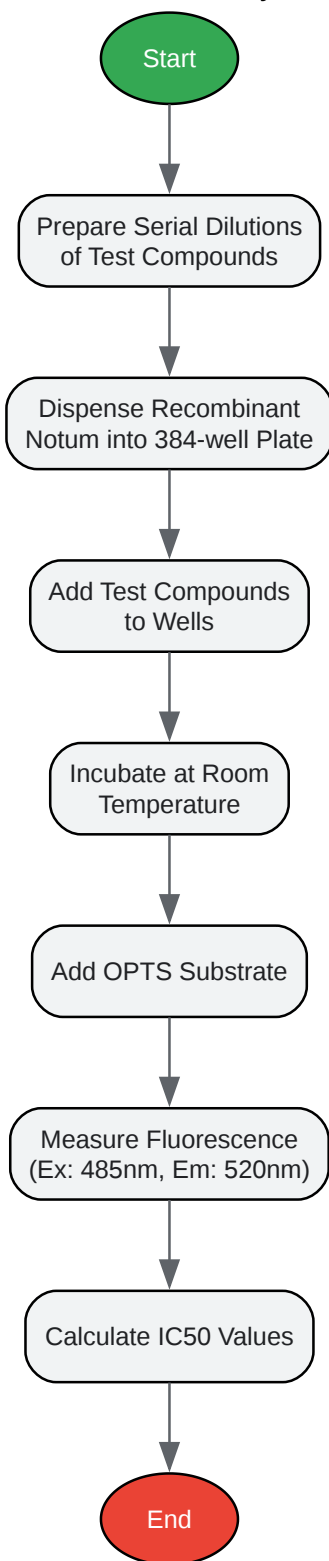 Start
Prepare Serial Dilutions
of Test Compounds
Dispense Recombinant
Notum into 384-well Plate
Add Test Compounds
to Wells
Incubate at Room
Temperature
Add OPTS Substrate
Measure Fluorescence
(Ex: 485nm, Em: 520nm)
Calculate IC50 Values
End